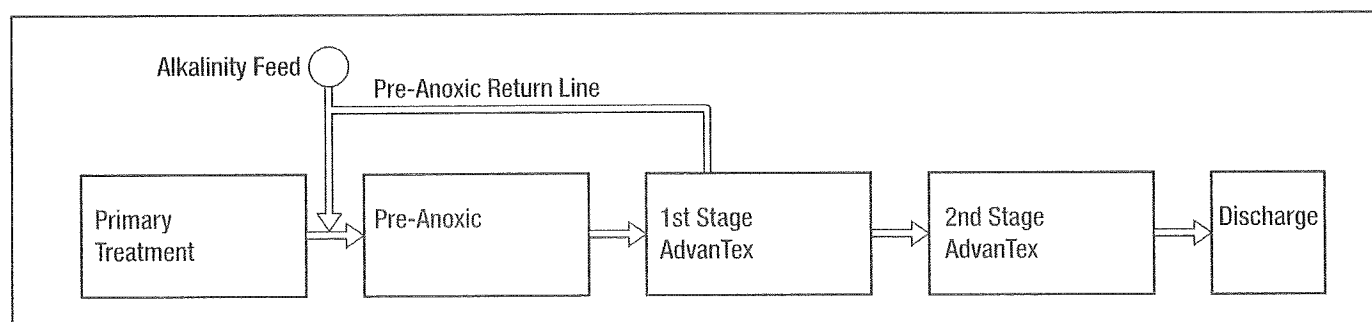 Alkalinity Feed
Pre-Anoxic Return Line
Primary
Treatment
Pre-Anoxic
1st Stage
AdvanTex
2nd Stage
AdvanTex
Discharge